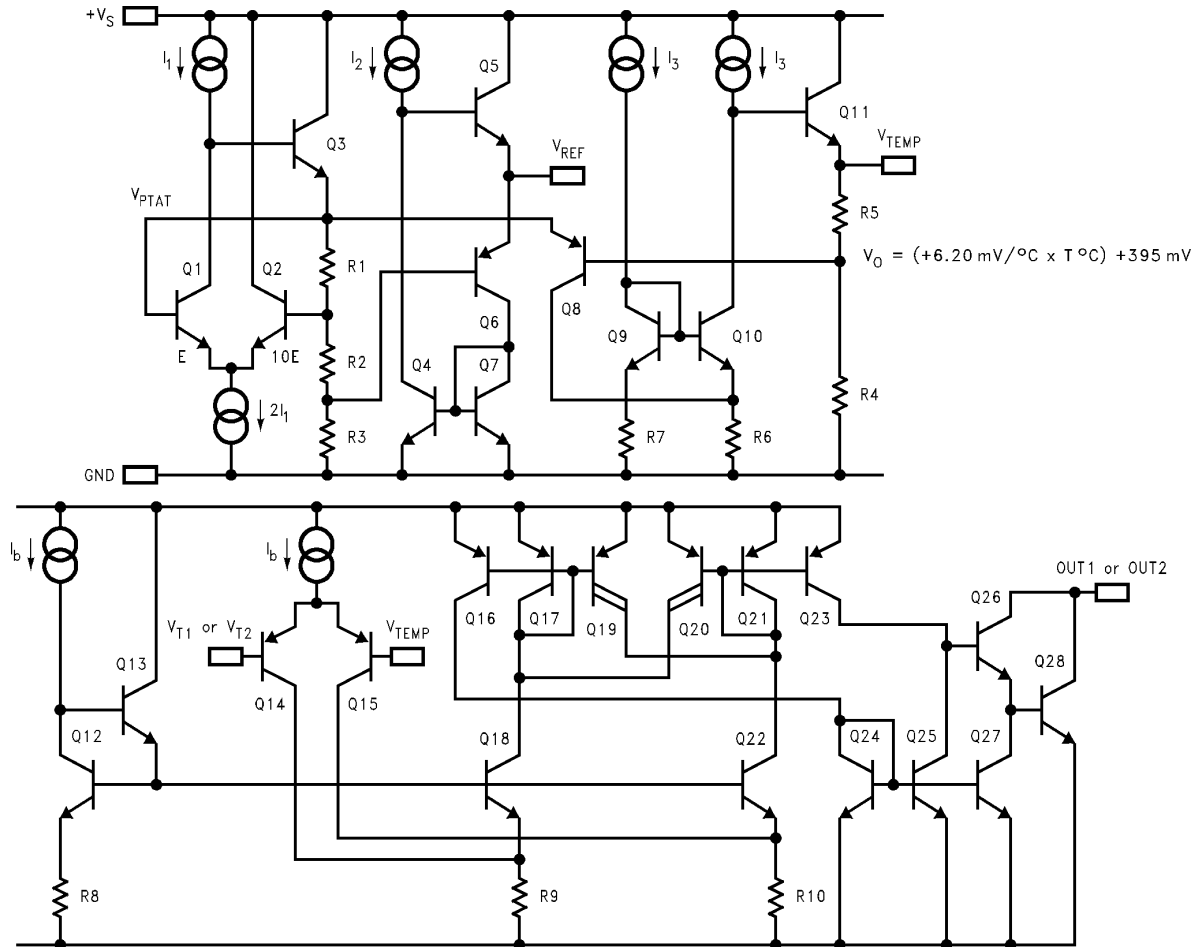 +VS
I1
I2
Q5
I3
I3
Q11
Q3
VREF
VTEMP
VPTAT
R5
Q1
Q2
R1
VO = (+6.20 mV/°C x T°C) +395 mV
Q6
Q8
Q9
Q10
E
10E
R2
Q4
Q7
2I1
R3
R7
R6
R4
GND
Ib
Ib
Q16
Q17
Q19
Q20
Q21
Q23
Q26
OUT1 or OUT2
VT1 or VT2
VTEMP
Q13
Q28
Q14
Q15
Q12
Q18
Q22
Q24
Q25
Q27
R8
R9
R10